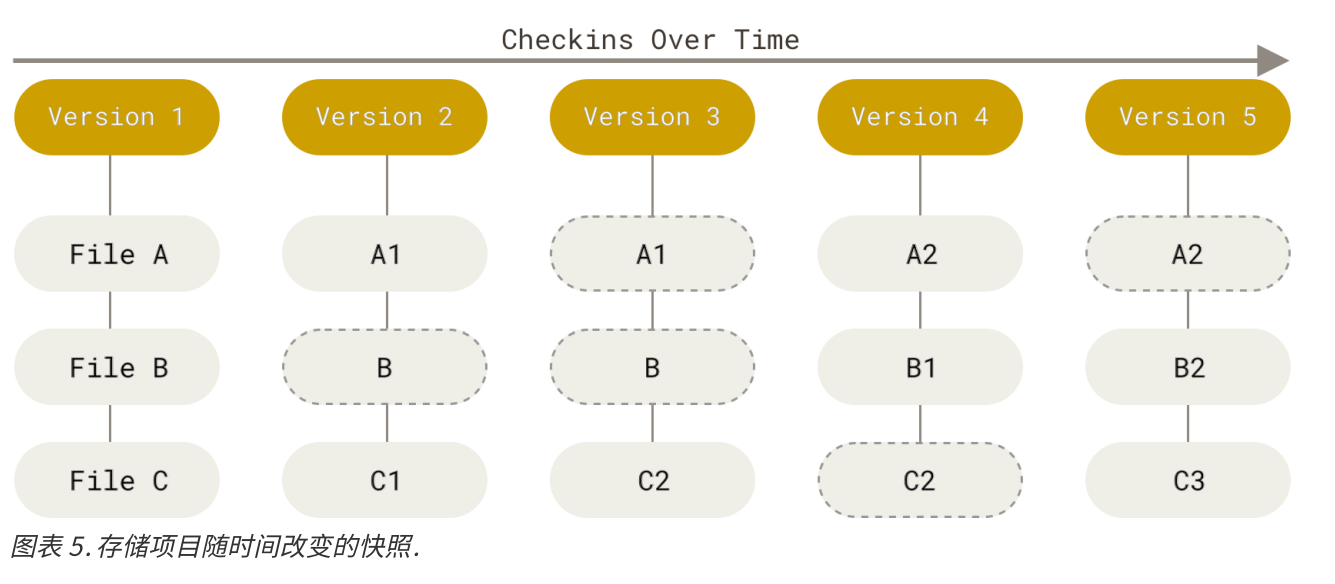 Checkins Over Time
Version 1 Version 2 Version 3 Version 4 Version 5
File A A1 A1 A2 A2
File B B B B1 B2
File C C1 C2 C2 C3
图表 5. 存储项目随时间改变的快照.